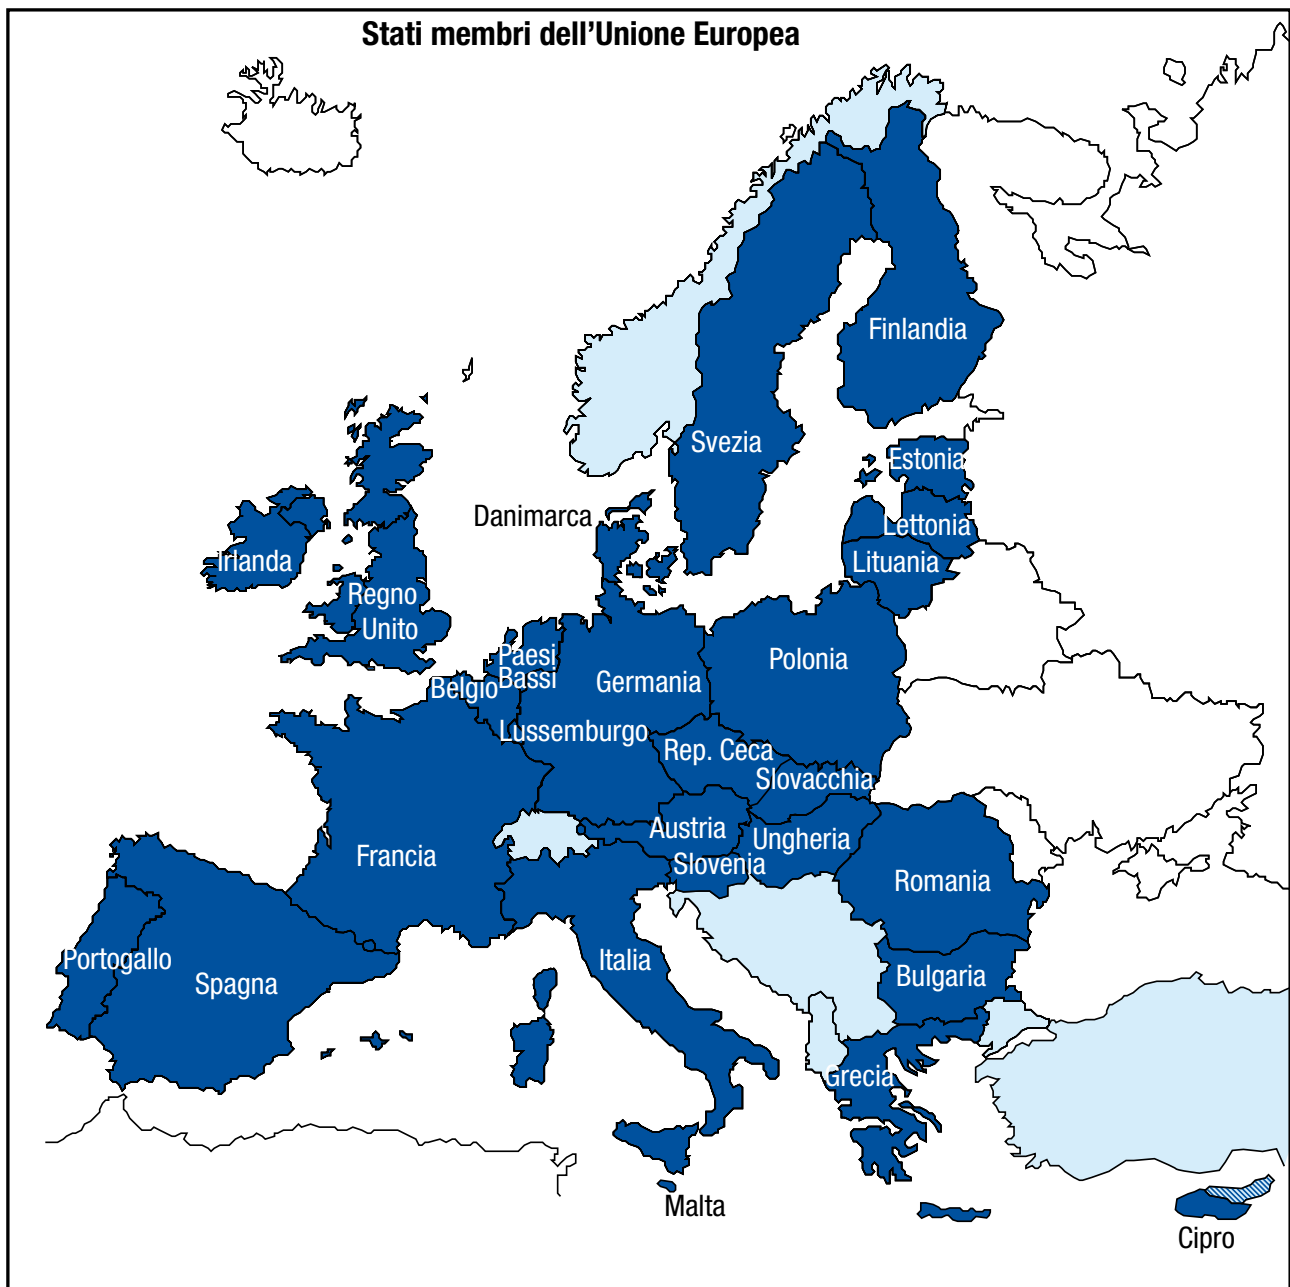 Stati membri dell’Unione Europea
Finlandia
Svezia
Estonia
Danimarca
Lettonia
Irlanda
Lituania
Regno
Unito
Paesi
Bassi
Polonia
Belgio
Germania
Lussemburgo
Rep. Ceca
Slovacchia
Austria
Ungheria
Francia
Slovenia
Romania
Portogallo
Spagna
Italia
Bulgaria
Grecia
Malta
Cipro